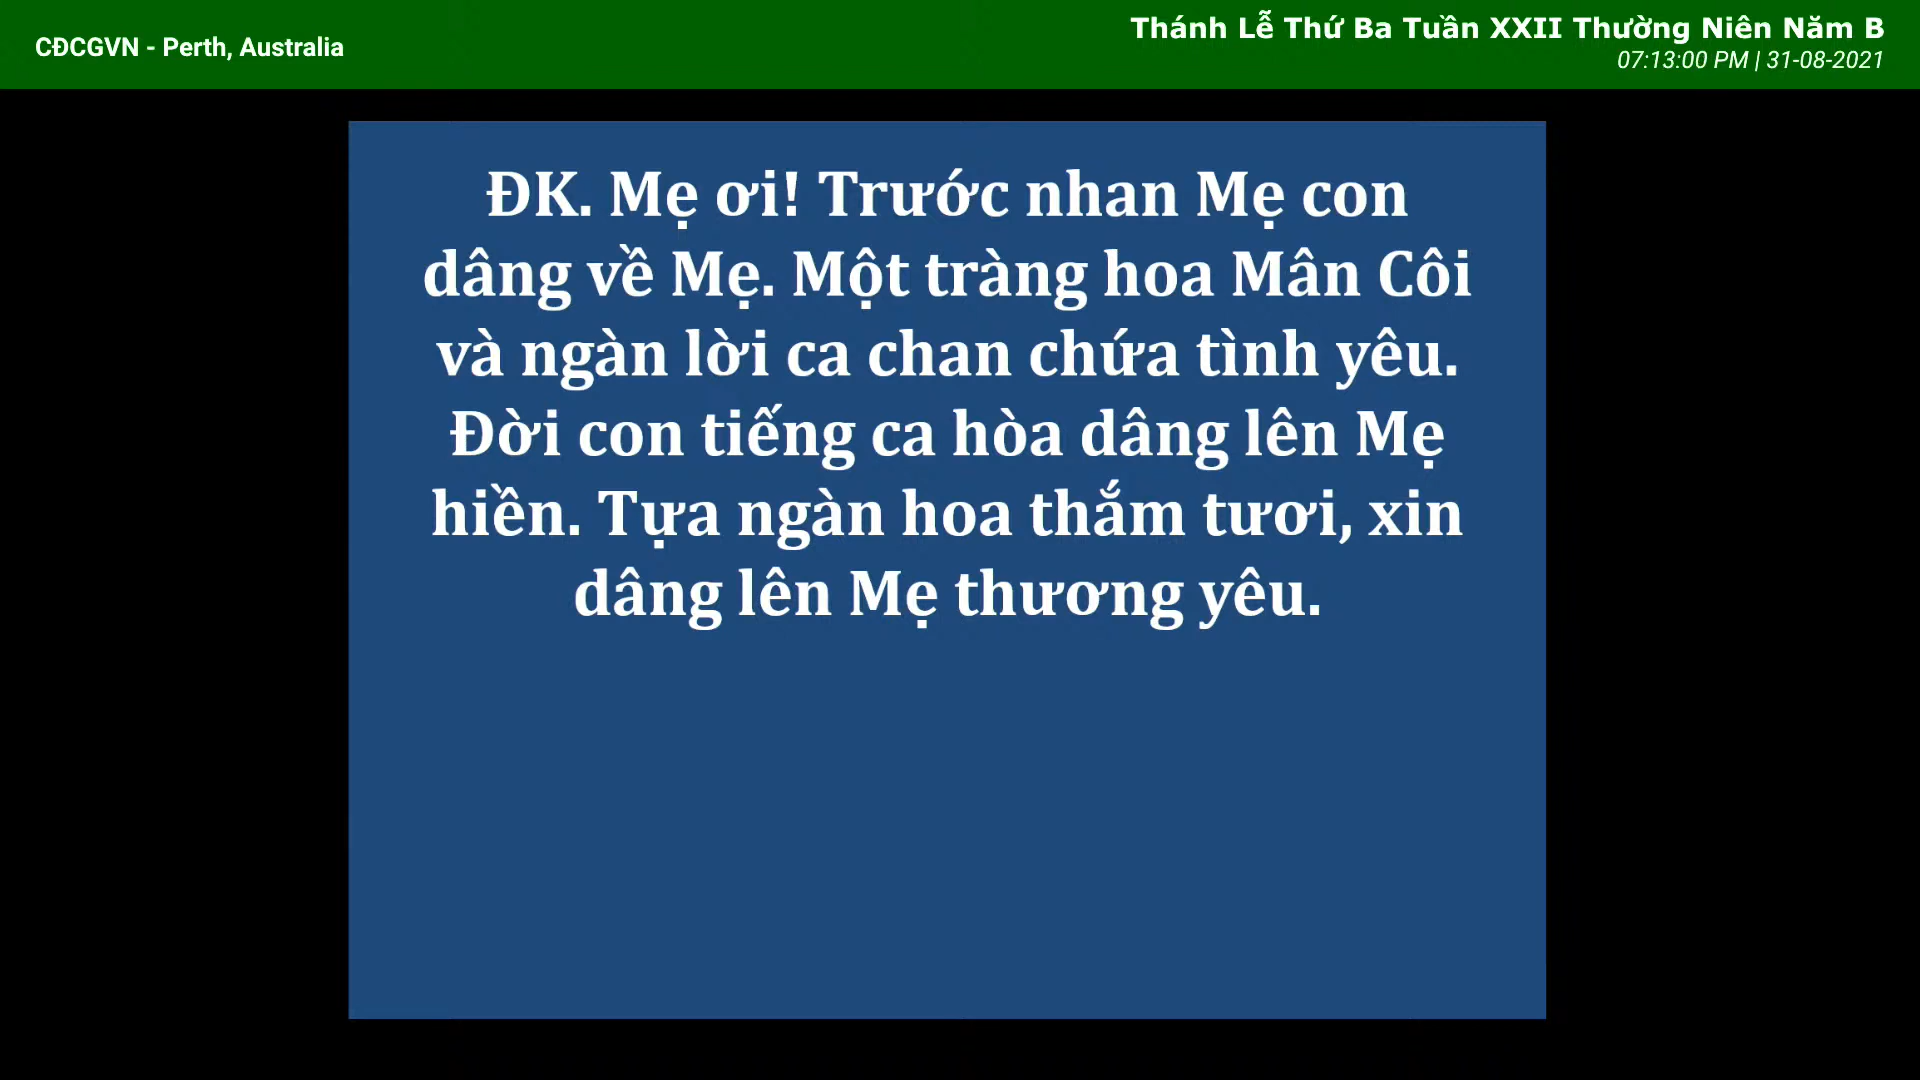 CĐCGVN - Perth, Australia
Thánh Lễ Thứ Ba Tuần XXII Thường Niên Năm B
07:13:00 PM | 31-08-2021
ĐK. Mẹ ơi! Trước nhan Mẹ con
dâng về Mẹ. Một tràng hoa Mân Côi
và ngàn lời ca chan chứa tình yêu.
Đời con tiếng ca hòa dâng lên Mẹ
hiền. Tựa ngàn hoa thắm tươi, xin
dâng lên Mẹ thương yêu.